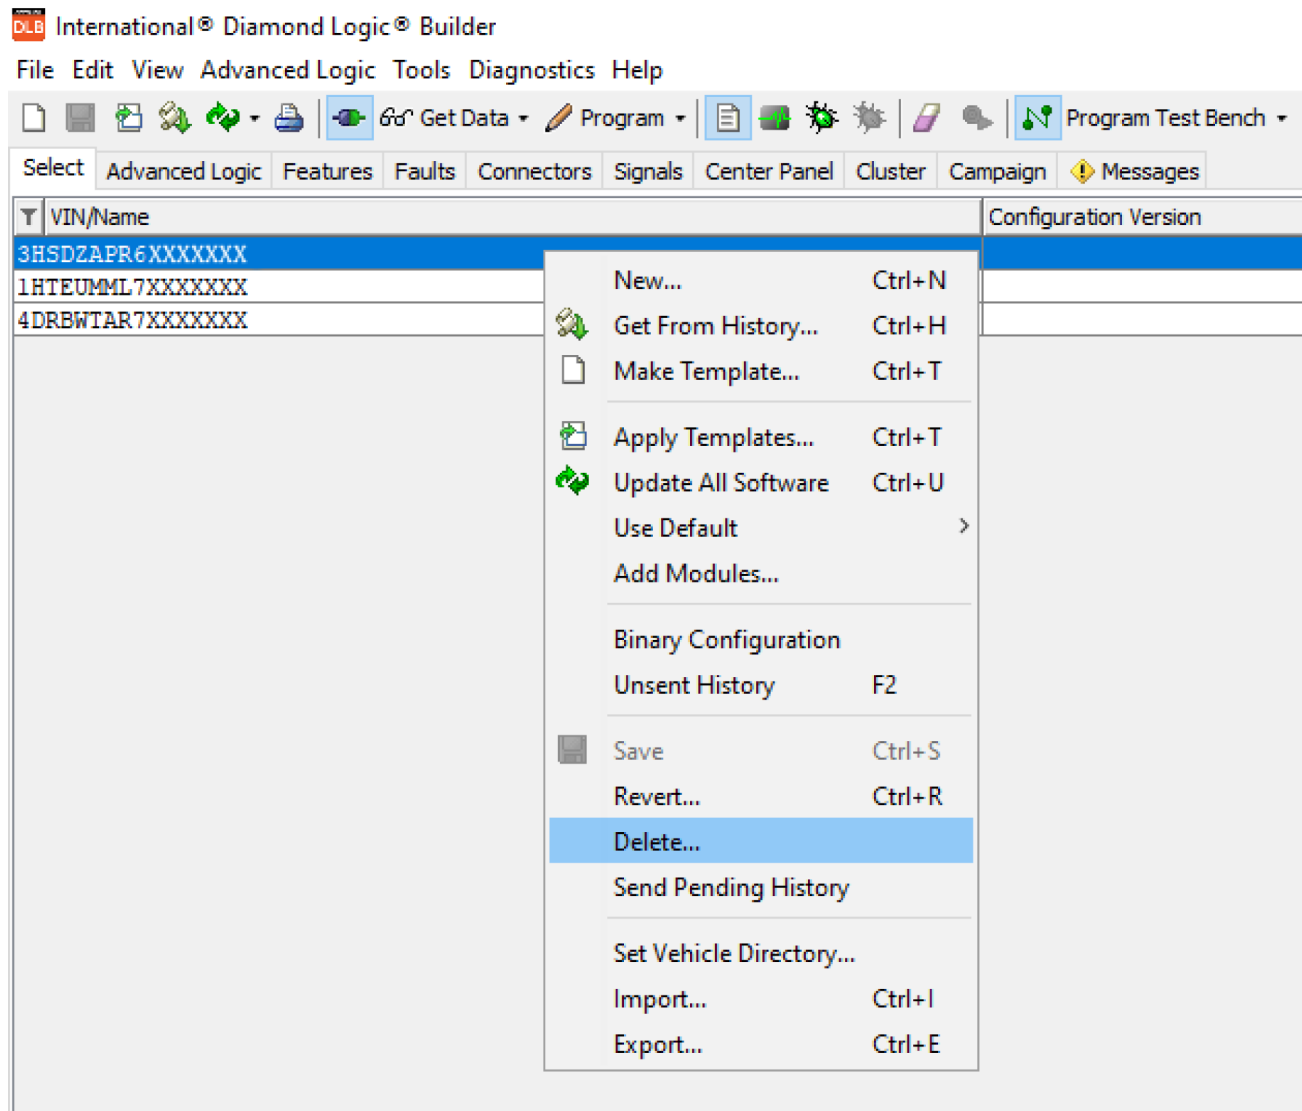 DLB International® Diamond Logic® Builder
File Edit View Advanced Logic Tools Diagnostics Help
Get Data Program Program Test Bench
Select Advanced Logic Features Faults Connectors Signals Center Panel Cluster Campaign Messages
VIN/Name Configuration Version
3HSDZAPR6XXXXXXX
1HTEUMML7XXXXXXX
4DRBWTAR7XXXXXXX
New... Ctrl+N
Get From History... Ctrl+H
Make Template... Ctrl+T
Apply Templates... Ctrl+T
Update All Software Ctrl+U
Use Default
Add Modules...
Binary Configuration
Unsent History F2
Save Ctrl+S
Revert... Ctrl+R
Delete...
Send Pending History
Set Vehicle Directory...
Import... Ctrl+I
Export... Ctrl+E